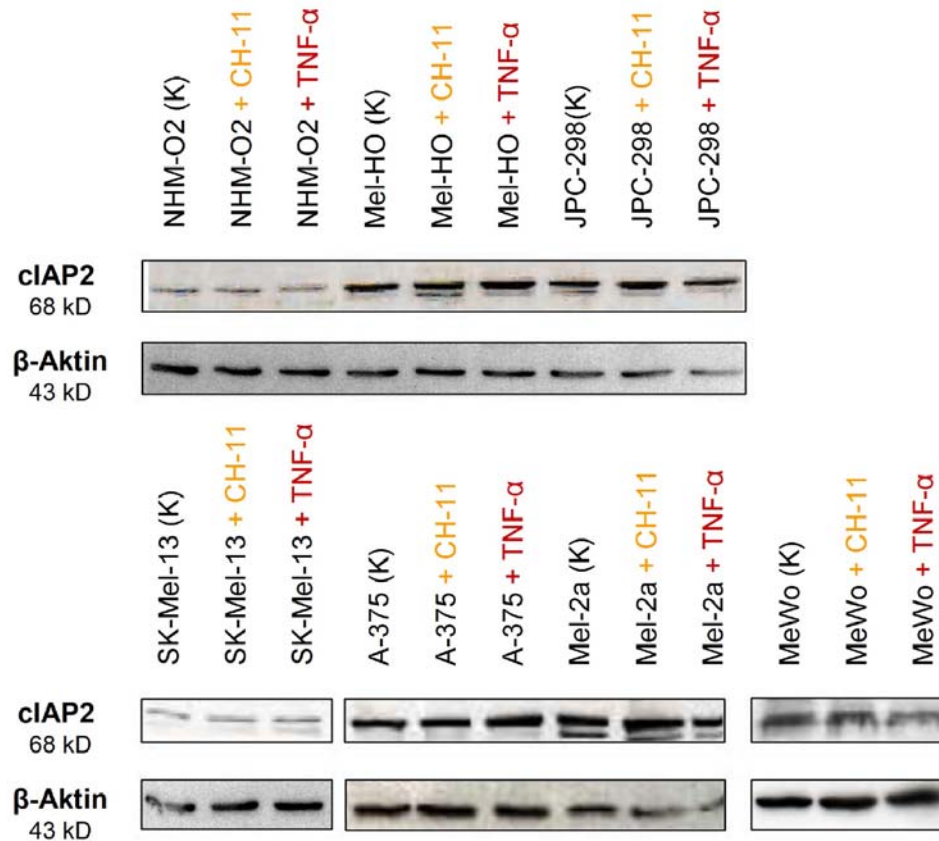 NHM-O2 (K)
NHM-O2 + CH-11
NHM-O2 + TNF-α
Mel-HO (K)
Mel-HO + CH-11
Mel-HO + TNF-α
JPC-298(K)
JPC-298 + CH-11
JPC-298 + TNF-α
cIAP2
68 kD
β-Aktin
43 kD
SK-Mel-13 (K)
SK-Mel-13 + CH-11
SK-Mel-13 + TNF-α
A-375 (K)
A-375 + CH-11
A-375 + TNF-α
Mel-2a (K)
Mel-2a + CH-11
Mel-2a + TNF-α
MeWo (K)
MeWo + CH-11
MeWo + TNF-α
cIAP2
68 kD
β-Aktin
43 kD